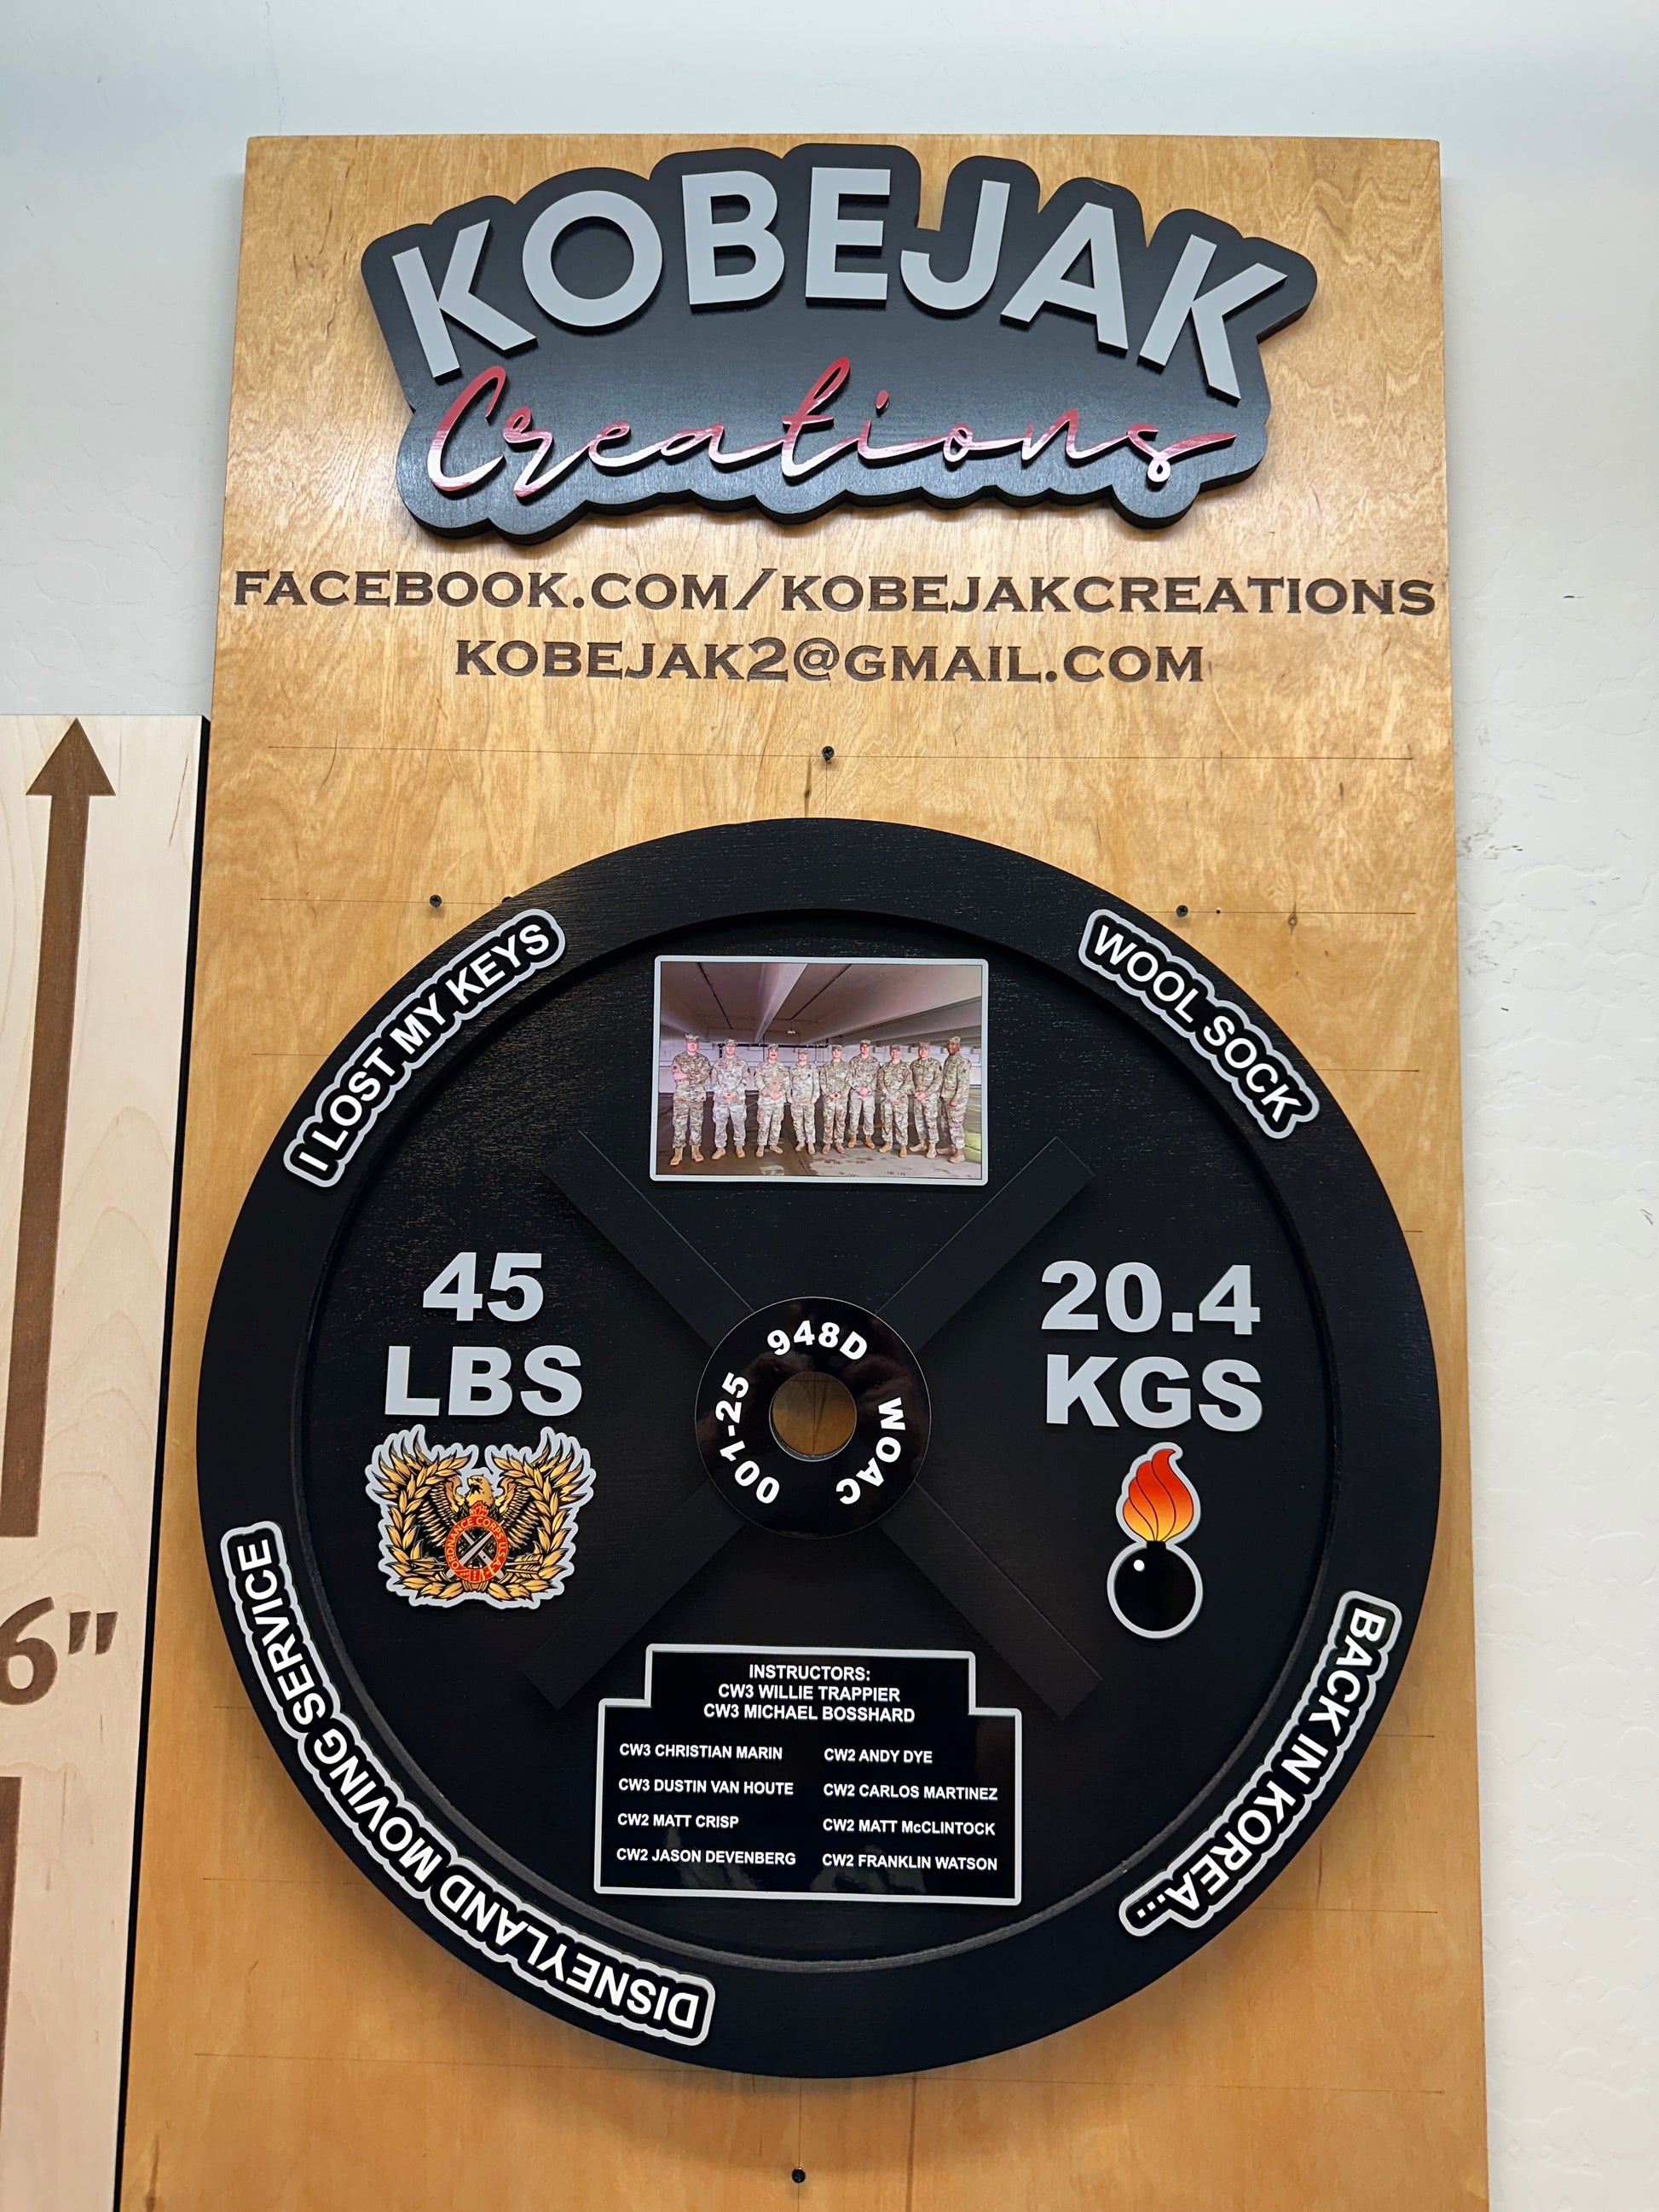 KOBEJAK
Creations
FACEBOOK.COM/KOBEJAKCREATIONS
KOBEJAK2@GMAIL.COM
I LOST MY KEYS
WOOL SOCK
45
LBS
20.4
KGS
948D
WOAC
001-25
ORDNANCE CORPS U.S.A.
6"
DISNEYLAND MOVING SERVICE
BACK IN KOREA...
INSTRUCTORS:
CW3 WILLIE TRAPPIER
CW3 MICHAEL BOSSHARD
CW3 CHRISTIAN MARIN
CW2 ANDY DYE
CW3 DUSTIN VAN HOUTE
CW2 CARLOS MARTINEZ
CW2 MATT CRISP
CW2 MATT McCLINTOCK
CW2 JASON DEVENBERG
CW2 FRANKLIN WATSON